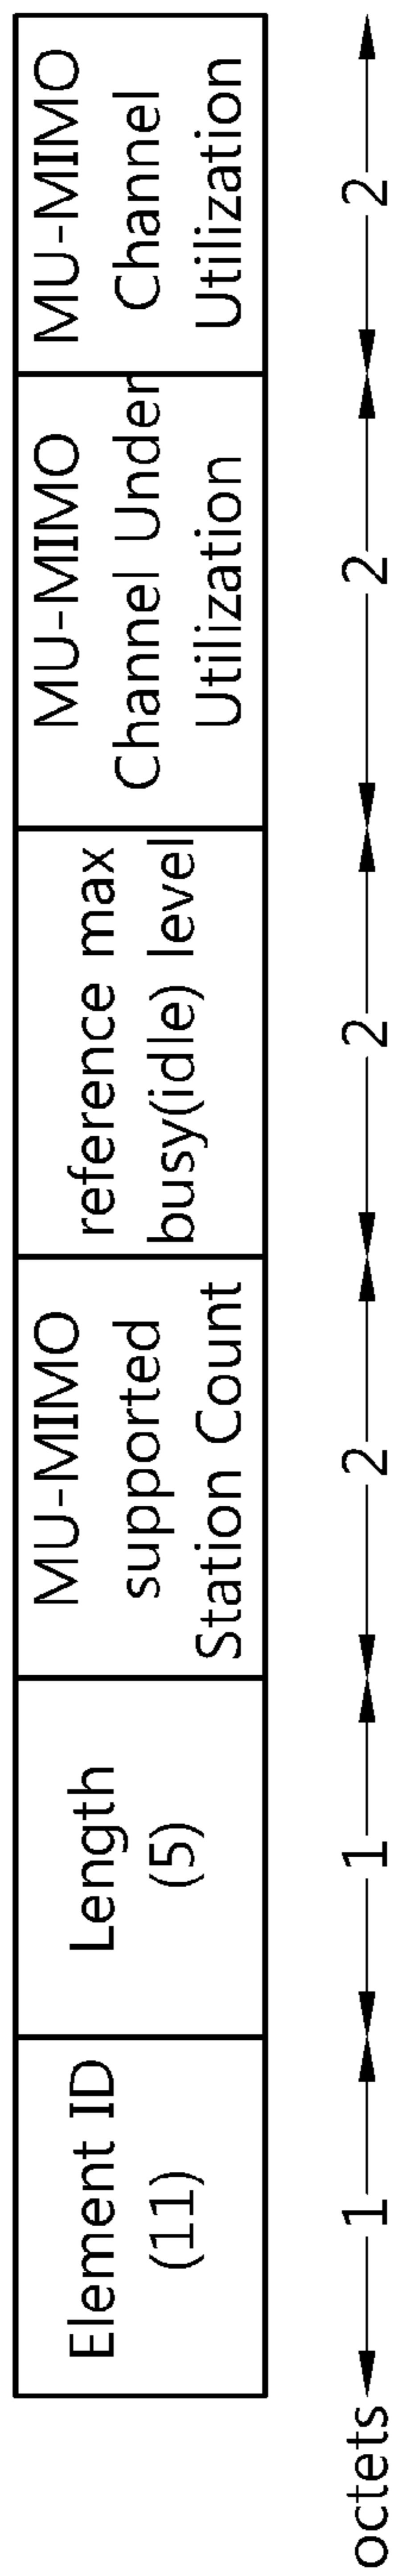 Element ID
(11)
Length
(5)
MU-MIMO
supported
Station Count
reference max
busy(idle) level
MU-MIMO
Channel Under
Utilization
MU-MIMO
Channel
Utilization
octets 1 1 2 2 2 2